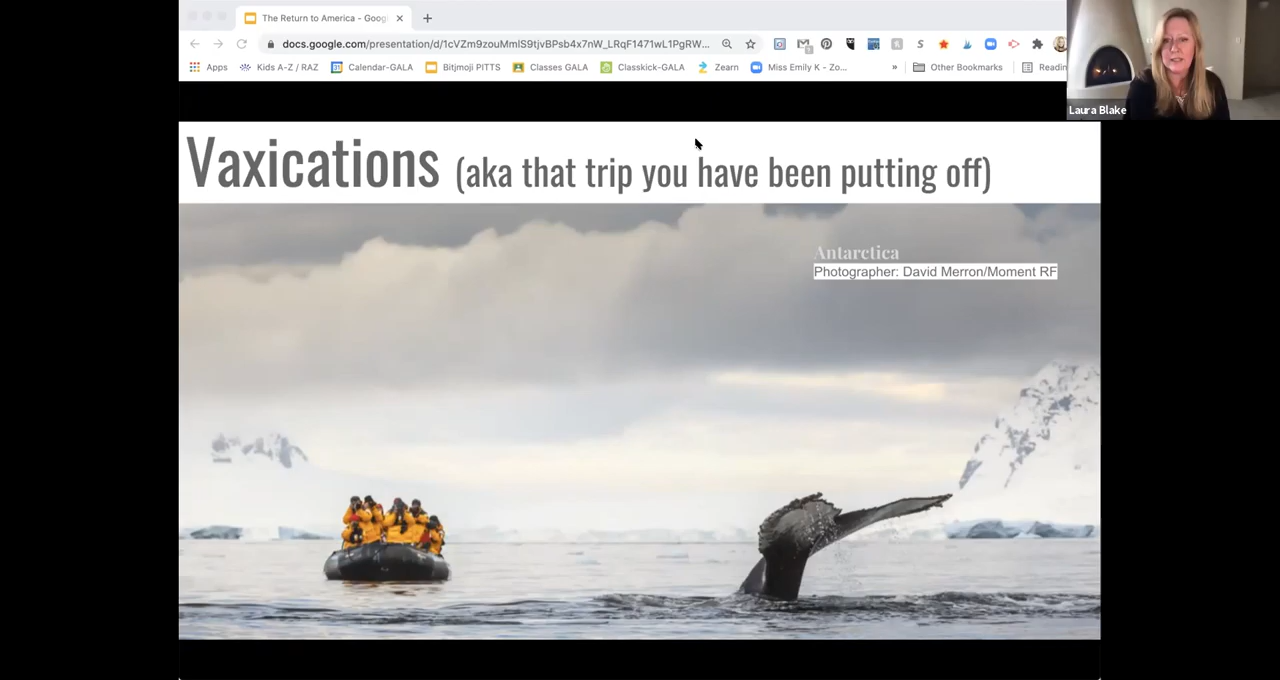 The Return to America - Goog
docs.google.com/presentation/d/1cVZm9zouMmlS9tjvBPsb4x7nW_LRqF1471wL1PgRW...
Apps
Kids A-Z / RAZ
Calendar-GALA
Bitjmoji PITTS
Classes GALA
Classkick-GALA
Zearn
Miss Emily K - Zo...
»
Other Bookmarks
Readin
Laura Blake
Vaxications (aka that trip you have been putting off)
Antarctica
Photographer: David Merron/Moment RF